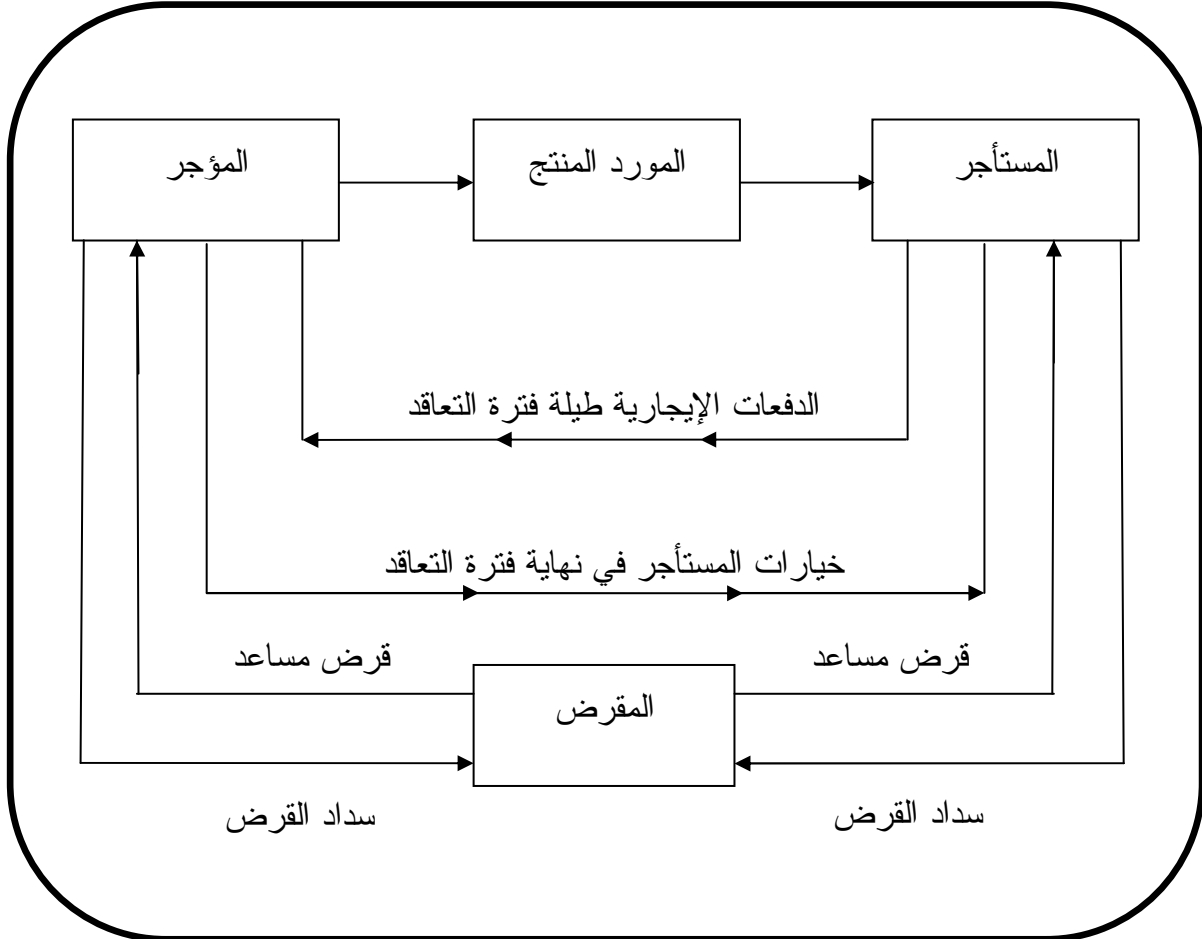 المستأجر
المورد المنتج
المؤجر
الدفعات الإيجارية طيلة فترة التعاقد
خيارات المستأجر في نهاية فترة التعاقد
قرض مساعد
قرض مساعد
المقرض
سداد القرض
سداد القرض